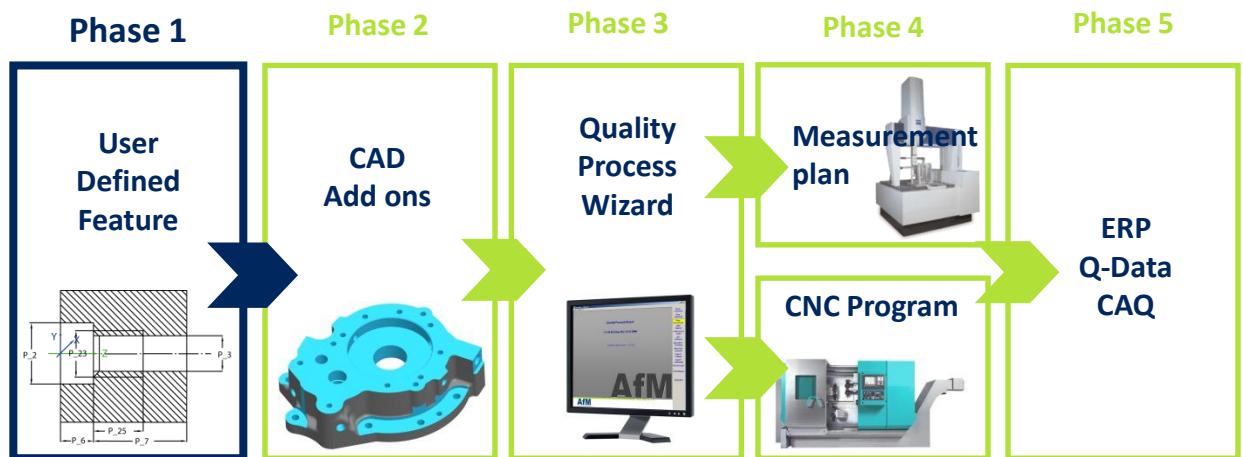 Phase 1
Phase 2
Phase 3
Phase 4
Phase 5
User
Defined
Feature
P_2
Y
X
P_23
Z
P_3
P_25
P_6
P_7
CAD
Add ons
Quality
Process
Wizard
AfM
AfM
Measurement
plan
CNC Program
ERP
Q-Data
CAQ